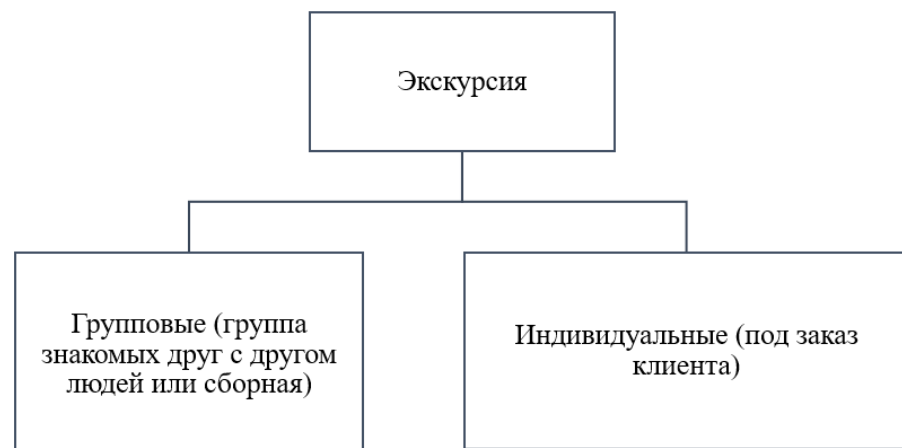 Экскурсия
Групповые (группа
знакомых друг с другом
людей или сборная)
Индивидуальные (под заказ
клиента)